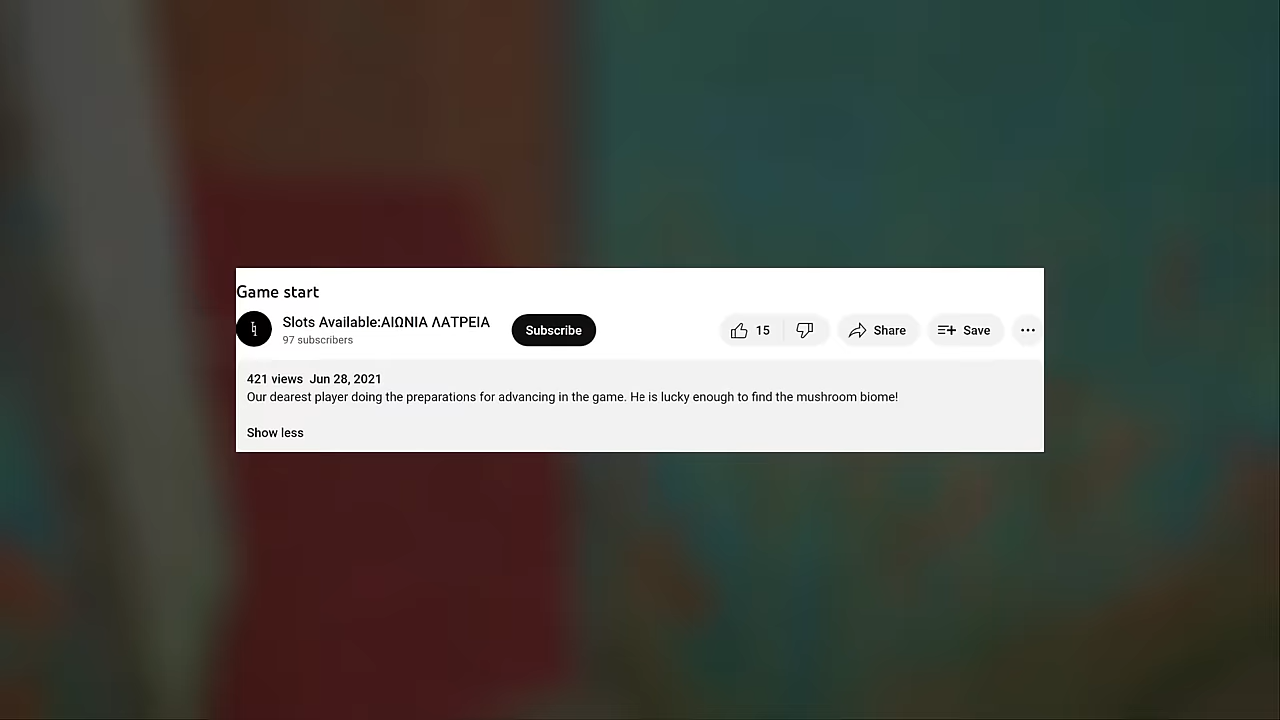 Game start
Slots Available:ΑΙΩΝΙΑ ΛΑΤΡΕΙΑ
97 subscribers
Subscribe
15
Share
Save
421 views Jun 28, 2021
Our dearest player doing the preparations for advancing in the game. He is lucky enough to find the mushroom biome!
Show less